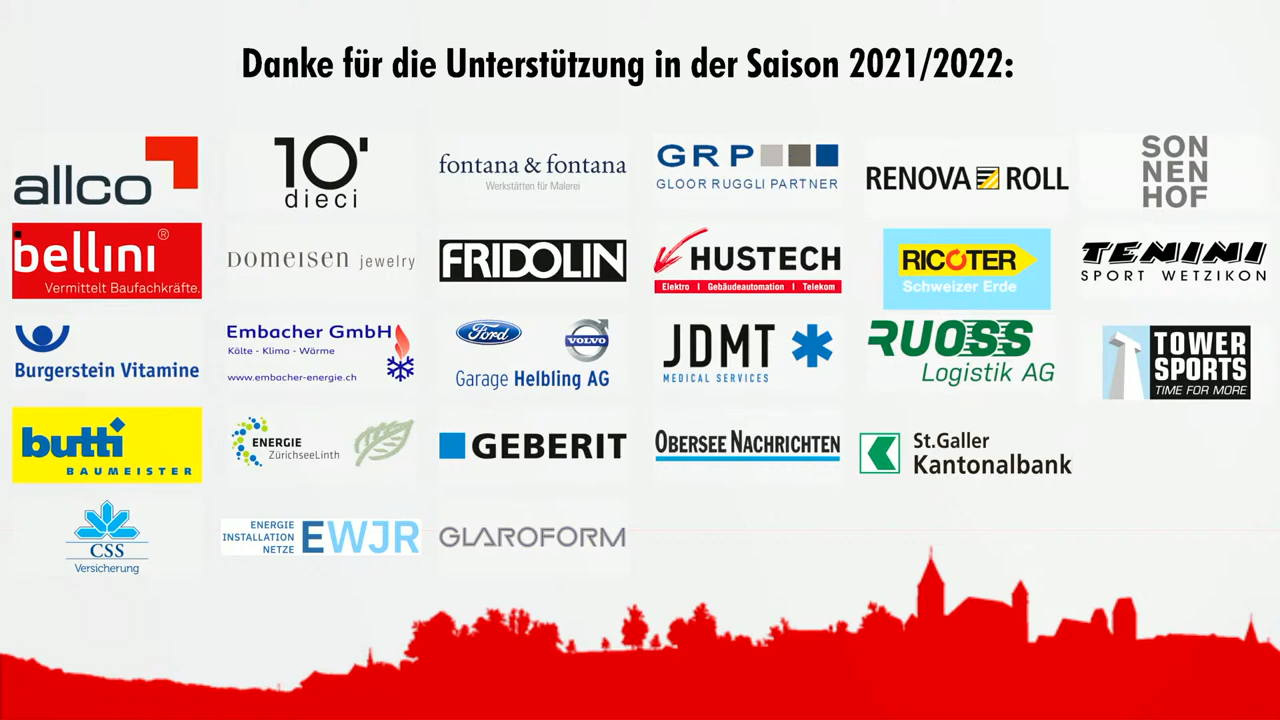 Danke für die Unterstützung in der Saison 2021/2022:
allco
10'
dieci
fontana & fontana
Werkstätten für Malerei
GRP
GLOOR RUGGLI PARTNER
RENOVA ROLL
SON
NEN
HOF
bellini®
Vermittelt Baufachkräfte.
DOMEISEN jewelry
FRIDOLIN
HUSTECH
Elektro I Gebäudeautomation I Telekom
RICOTER
Schweizer Erde
TENINI
SPORT WETZIKON
Burgerstein Vitamine
Embacher GmbH
Kälte - Klima - Wärme
www.embacher-energie.ch
Ford
VOLVO
Garage Helbling AG
JDMT
MEDICAL SERVICES
RUOSS
Logistik AG
TOWER
SPORTS
TIME FOR MORE
butti
BAUMEISTER
ENERGIE
ZürichseeLinth
GEBERIT
OBERSEE NACHRICHTEN
St.Galler
Kantonalbank
CSS
Versicherung
ENERGIE
INSTALLATION
NETZE
EWJR
GLAROFORM